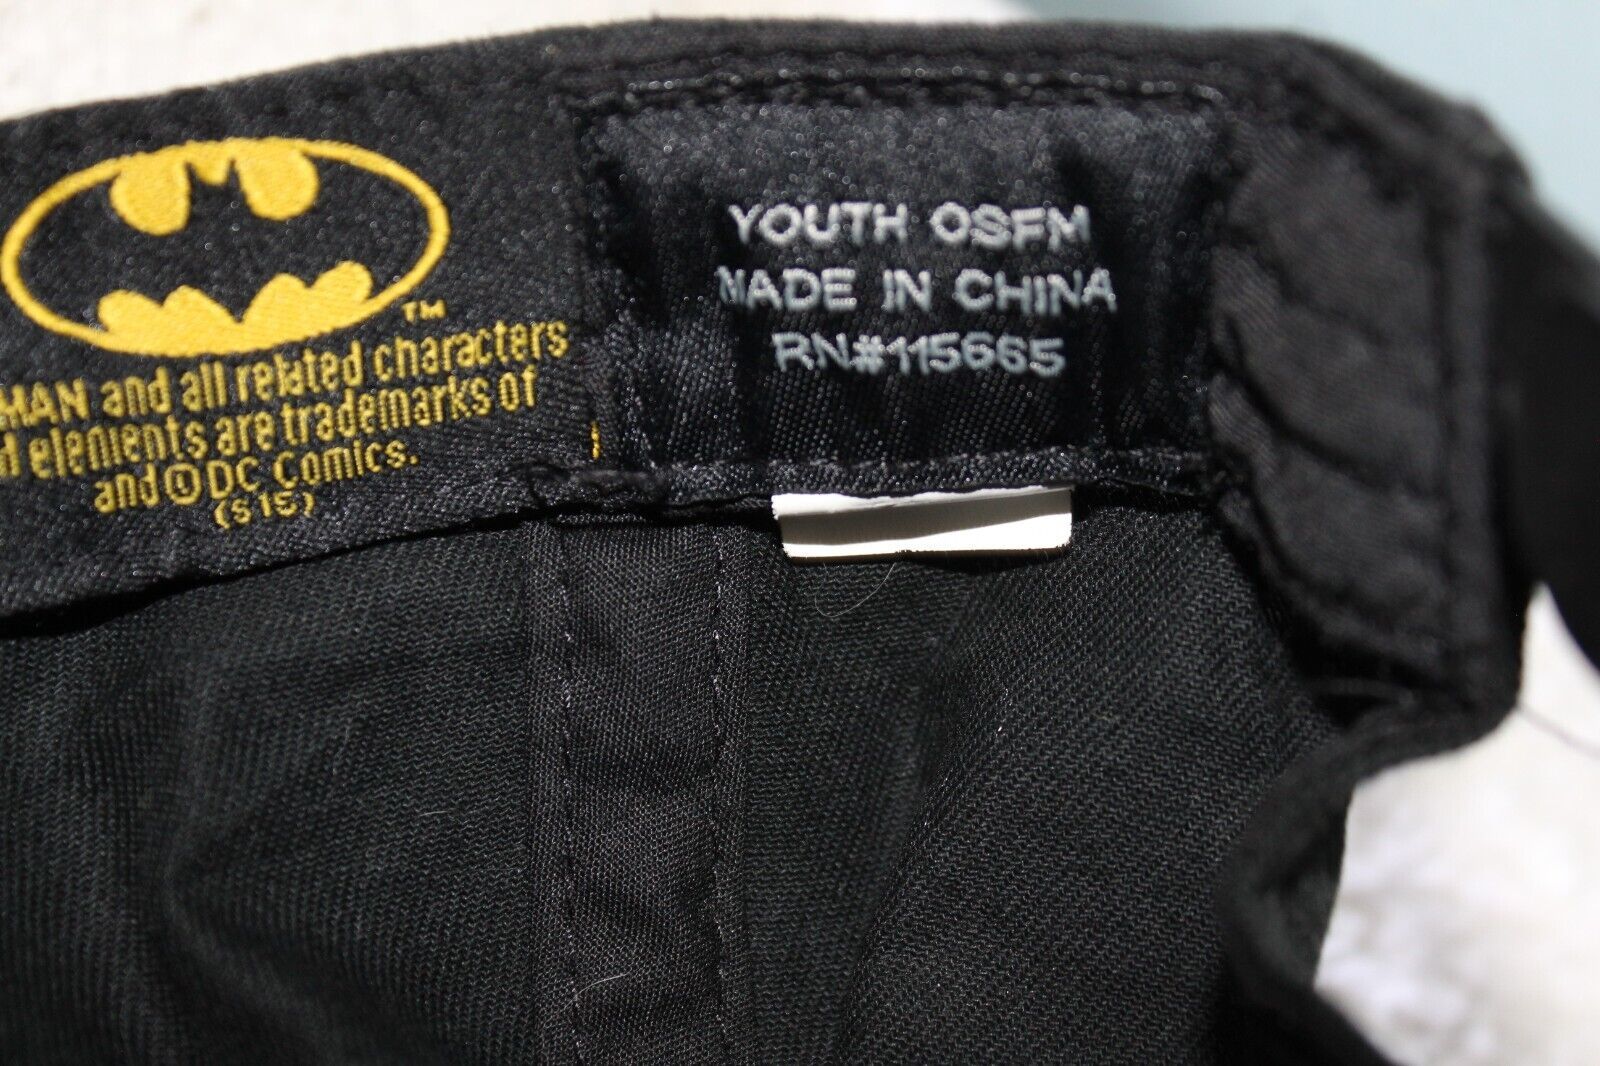 TM
MAN and all related characters
d elements are trademarks of
and © DC Comics.
(s15)
YOUTH OSFM
MADE IN CHINA
RN#115665